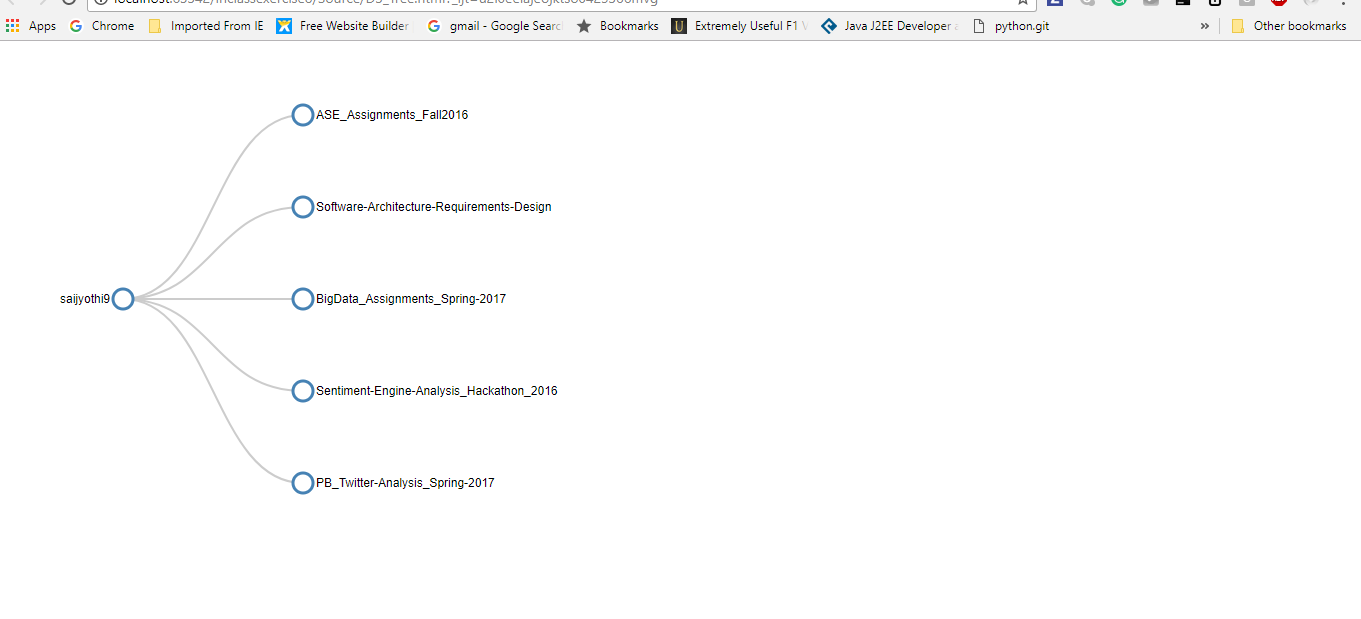 Apps Chrome Imported From IE Free Website Builder gmail - Google Searc Bookmarks Extremely Useful F1 Java J2EE Developer python.git » Other bookmarks
ASE_Assignments_Fall2016
Software-Architecture-Requirements-Design
saijyothi9 BigData_Assignments_Spring-2017
Sentiment-Engine-Analysis_Hackathon_2016
PB_Twitter-Analysis_Spring-2017